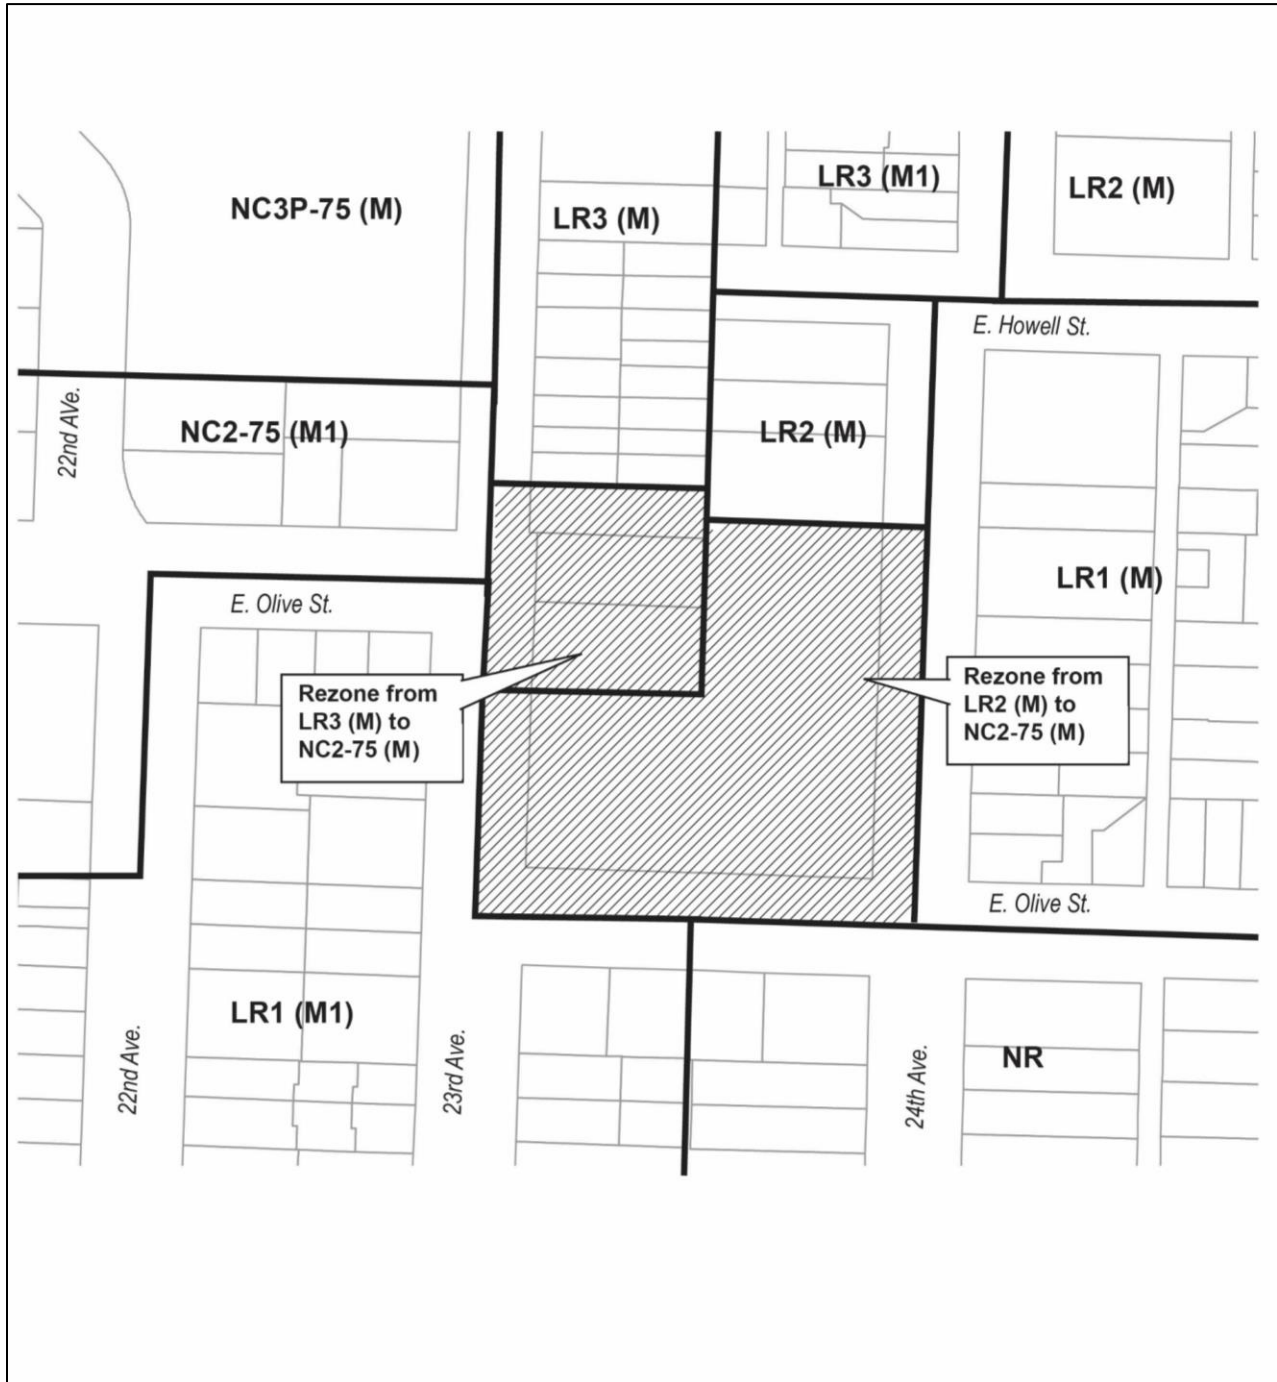 LR3 (M1)
LR2 (M)
NC3P-75 (M)
LR3 (M)
E. Howell St.
22nd AVe.
NC2-75 (M1)
LR2 (M)
LR1 (M)
E. Olive St.
Rezone from
LR3 (M) to
NC2-75 (M)
Rezone from
LR2 (M) to
NC2-75 (M)
E. Olive St.
LR1 (M1)
22nd Ave.
23rd Ave.
24th Ave.
NR